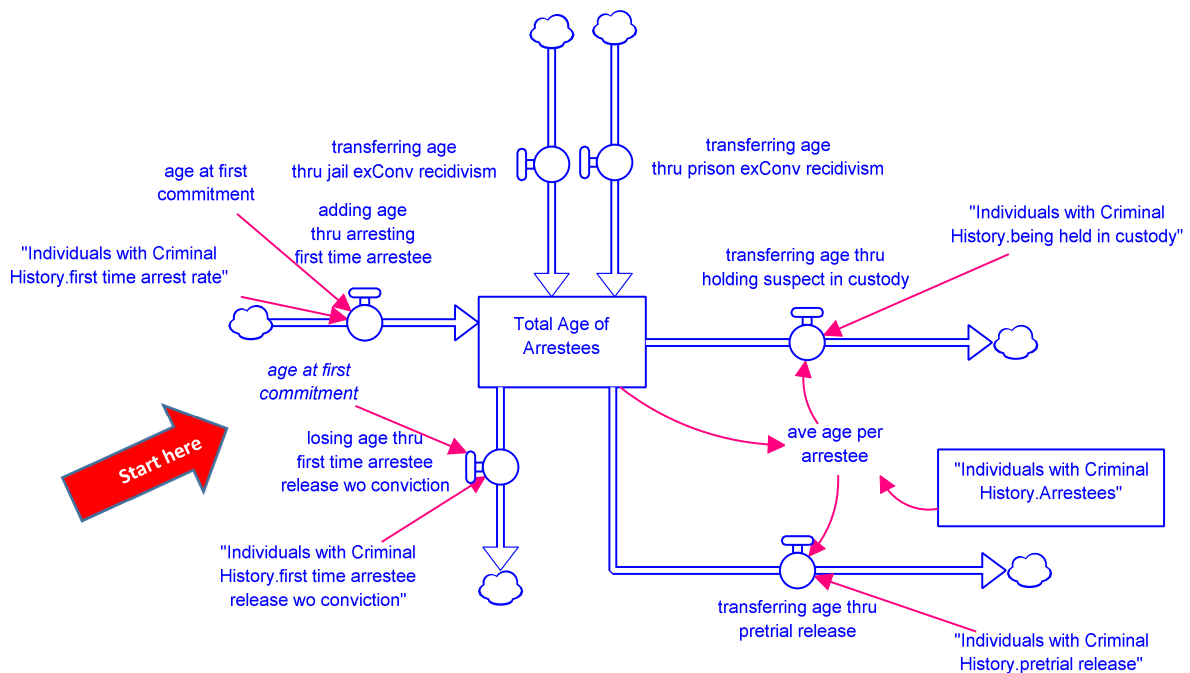 transferring age
thru jail exConv recidivism
transferring age
thru prison exConv recidivism
age at first
commitment
adding age
thru arresting
first time arrestee
"Individuals with Criminal
History.first time arrest rate"
"Individuals with Criminal
History.being held in custody"
transferring age thru
holding suspect in custody
Total Age of
Arrestees
age at first
commitment
Start here
losing age thru
first time arrestee
release wo conviction
ave age per
arrestee
"Individuals with Criminal
History.Arrestees"
"Individuals with Criminal
History.first time arrestee
release wo conviction"
transferring age thru
pretrial release
"Individuals with Criminal
History.pretrial release"